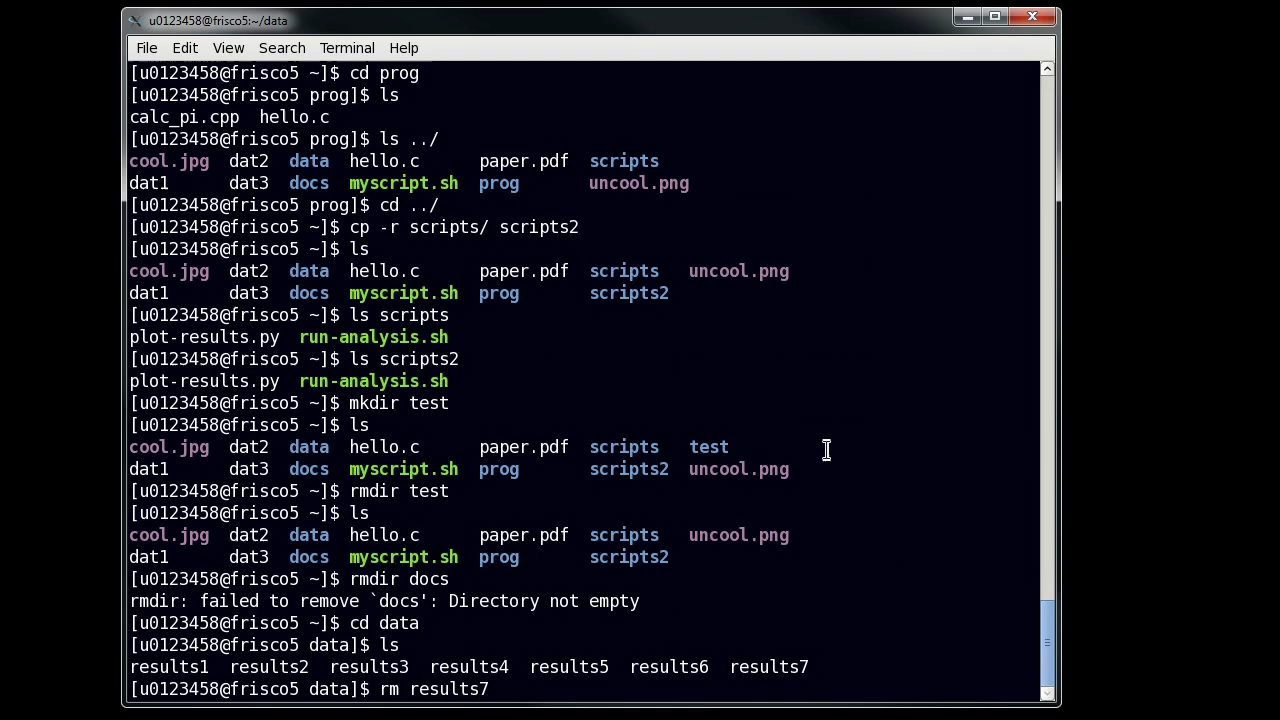 u0123458@frisco5:~/data
File Edit View Search Terminal Help
[u0123458@frisco5 ~]$ cd prog
[u0123458@frisco5 prog]$ ls
calc_pi.cpp  hello.c
[u0123458@frisco5 prog]$ ls ../
cool.jpg  dat2  data  hello.c      paper.pdf  scripts
dat1      dat3  docs  myscript.sh  prog       uncool.png
[u0123458@frisco5 prog]$ cd ../
[u0123458@frisco5 ~]$ cp -r scripts/ scripts2
[u0123458@frisco5 ~]$ ls
cool.jpg  dat2  data  hello.c      paper.pdf  scripts   uncool.png
dat1      dat3  docs  myscript.sh  prog       scripts2
[u0123458@frisco5 ~]$ ls scripts
plot-results.py  run-analysis.sh
[u0123458@frisco5 ~]$ ls scripts2
plot-results.py  run-analysis.sh
[u0123458@frisco5 ~]$ mkdir test
[u0123458@frisco5 ~]$ ls
cool.jpg  dat2  data  hello.c      paper.pdf  scripts   test
dat1      dat3  docs  myscript.sh  prog       scripts2  uncool.png
[u0123458@frisco5 ~]$ rmdir test
[u0123458@frisco5 ~]$ ls
cool.jpg  dat2  data  hello.c      paper.pdf  scripts   uncool.png
dat1      dat3  docs  myscript.sh  prog       scripts2
[u0123458@frisco5 ~]$ rmdir docs
rmdir: failed to remove `docs': Directory not empty
[u0123458@frisco5 ~]$ cd data
[u0123458@frisco5 data]$ ls
results1  results2  results3  results4  results5  results6  results7
[u0123458@frisco5 data]$ rm results7